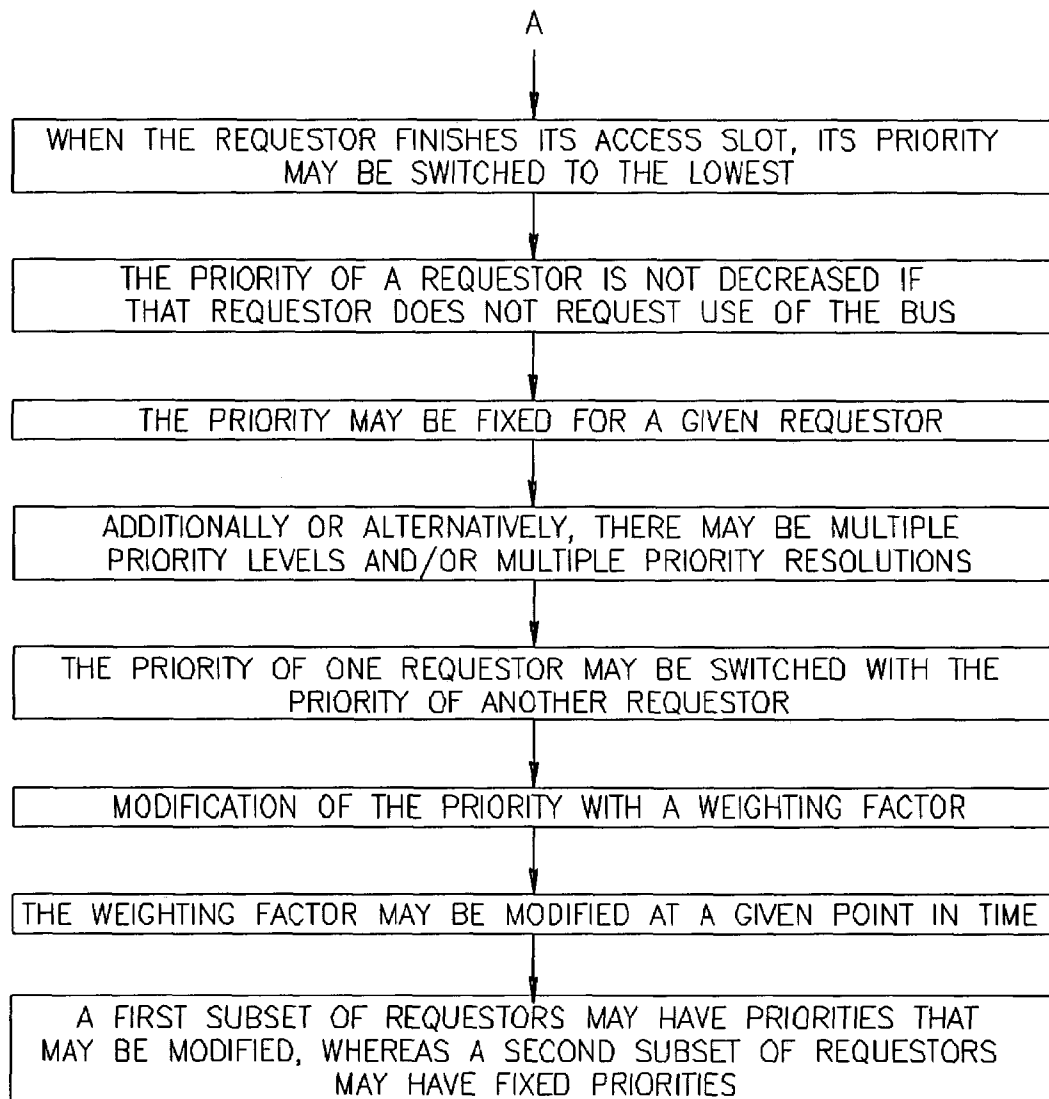 A
WHEN THE REQUESTOR FINISHES ITS ACCESS SLOT, ITS PRIORITY
MAY BE SWITCHED TO THE LOWEST
THE PRIORITY OF A REQUESTOR IS NOT DECREASED IF
THAT REQUESTOR DOES NOT REQUEST USE OF THE BUS
THE PRIORITY MAY BE FIXED FOR A GIVEN REQUESTOR
ADDITIONALLY OR ALTERNATIVELY, THERE MAY BE MULTIPLE
PRIORITY LEVELS AND/OR MULTIPLE PRIORITY RESOLUTIONS
THE PRIORITY OF ONE REQUESTOR MAY BE SWITCHED WITH THE
PRIORITY OF ANOTHER REQUESTOR
MODIFICATION OF THE PRIORITY WITH A WEIGHTING FACTOR
THE WEIGHTING FACTOR MAY BE MODIFIED AT A GIVEN POINT IN TIME
A FIRST SUBSET OF REQUESTORS MAY HAVE PRIORITIES THAT
MAY BE MODIFIED, WHEREAS A SECOND SUBSET OF REQUESTORS
MAY HAVE FIXED PRIORITIES